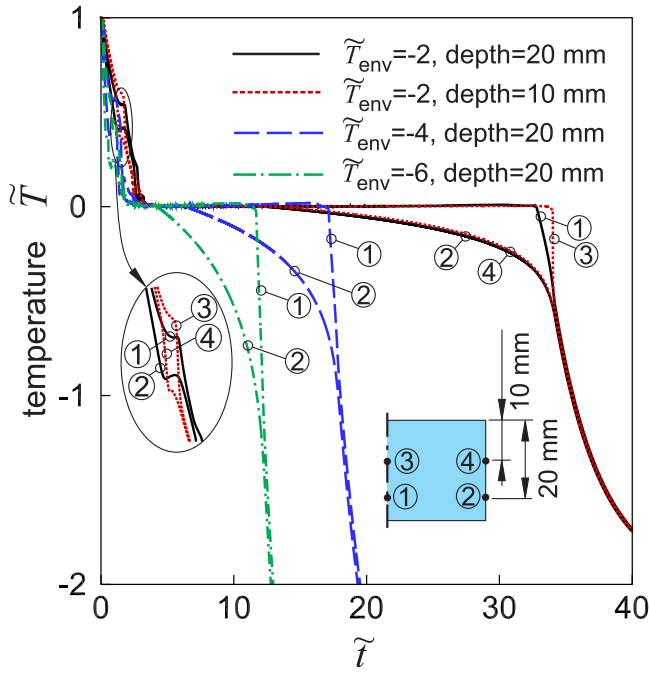 1
T̃env=-2, depth=20 mm
T̃env=-2, depth=10 mm
T̃env=-4, depth=20 mm
T̃env=-6, depth=20 mm
temperature T̃
0
① ① ③
② ④
② ①
③
① ④
②
②
-1
10 mm
20 mm
③ ④
① ②
-2
0 10 20 30 40
t̃